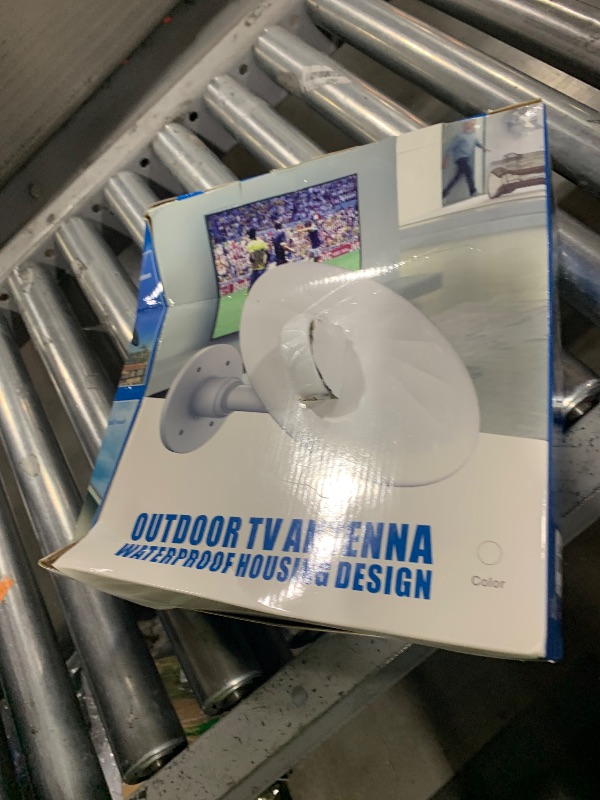 OUTDOOR TV ANTENNA
WATERPROOF HOUSING DESIGN
Color